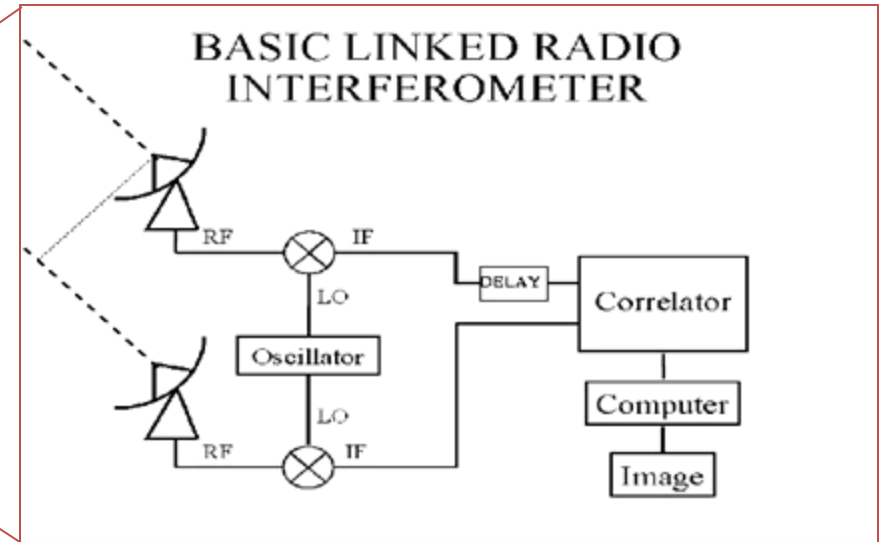 BASIC LINKED RADIO
INTERFEROMETER
RF
IF
DELAY
LO
Correlator
Oscillator
LO
Computer
RF
IF
Image